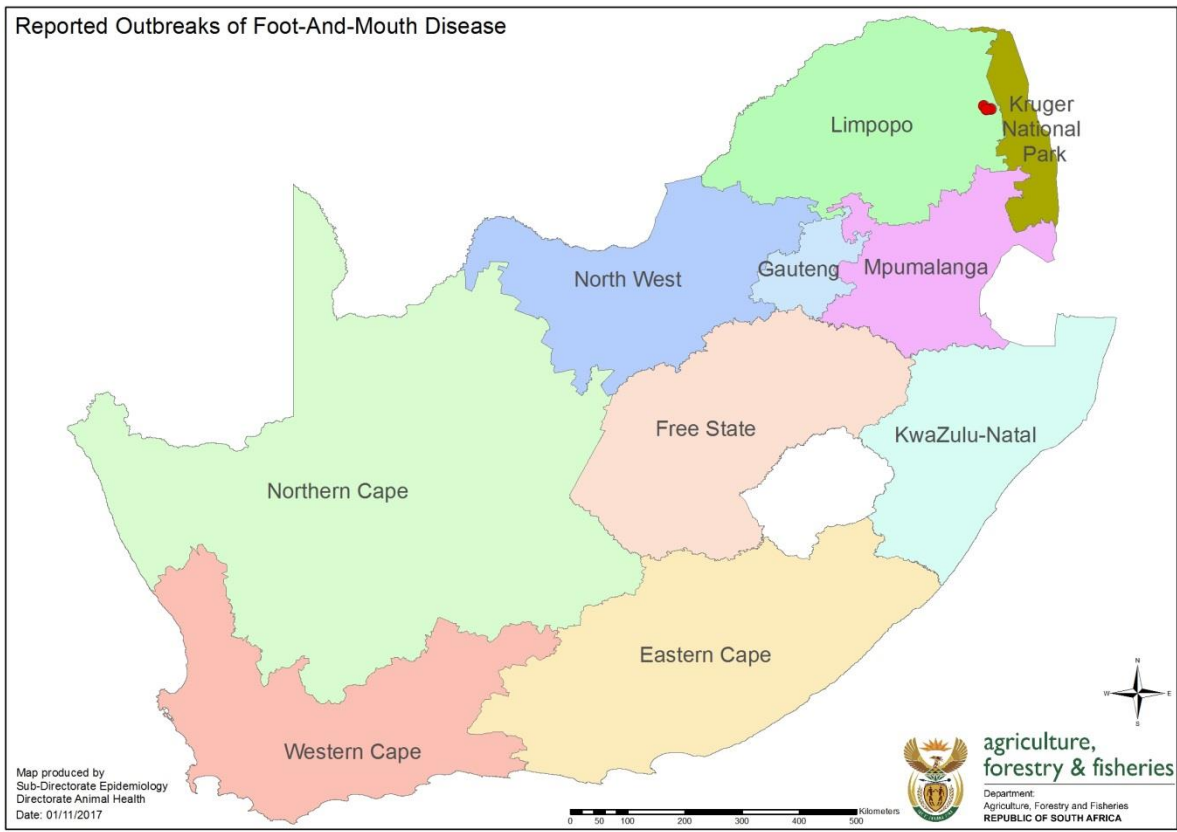 Reported Outbreaks of Foot-And-Mouth Disease
Limpopo
Kruger
National
Park
North West
Gauteng
Mpumalanga
Free State
KwaZulu-Natal
Northern Cape
Eastern Cape
Western Cape
N
W
E
S
Map produced by
Sub-Directorate Epidemiology
Directorate Animal Health
Date: 01/11/2017
Kilometers
0 50 100 200 300 400 500
agriculture,
forestry & fisheries
Department:
Agriculture, Forestry and Fisheries
REPUBLIC OF SOUTH AFRICA